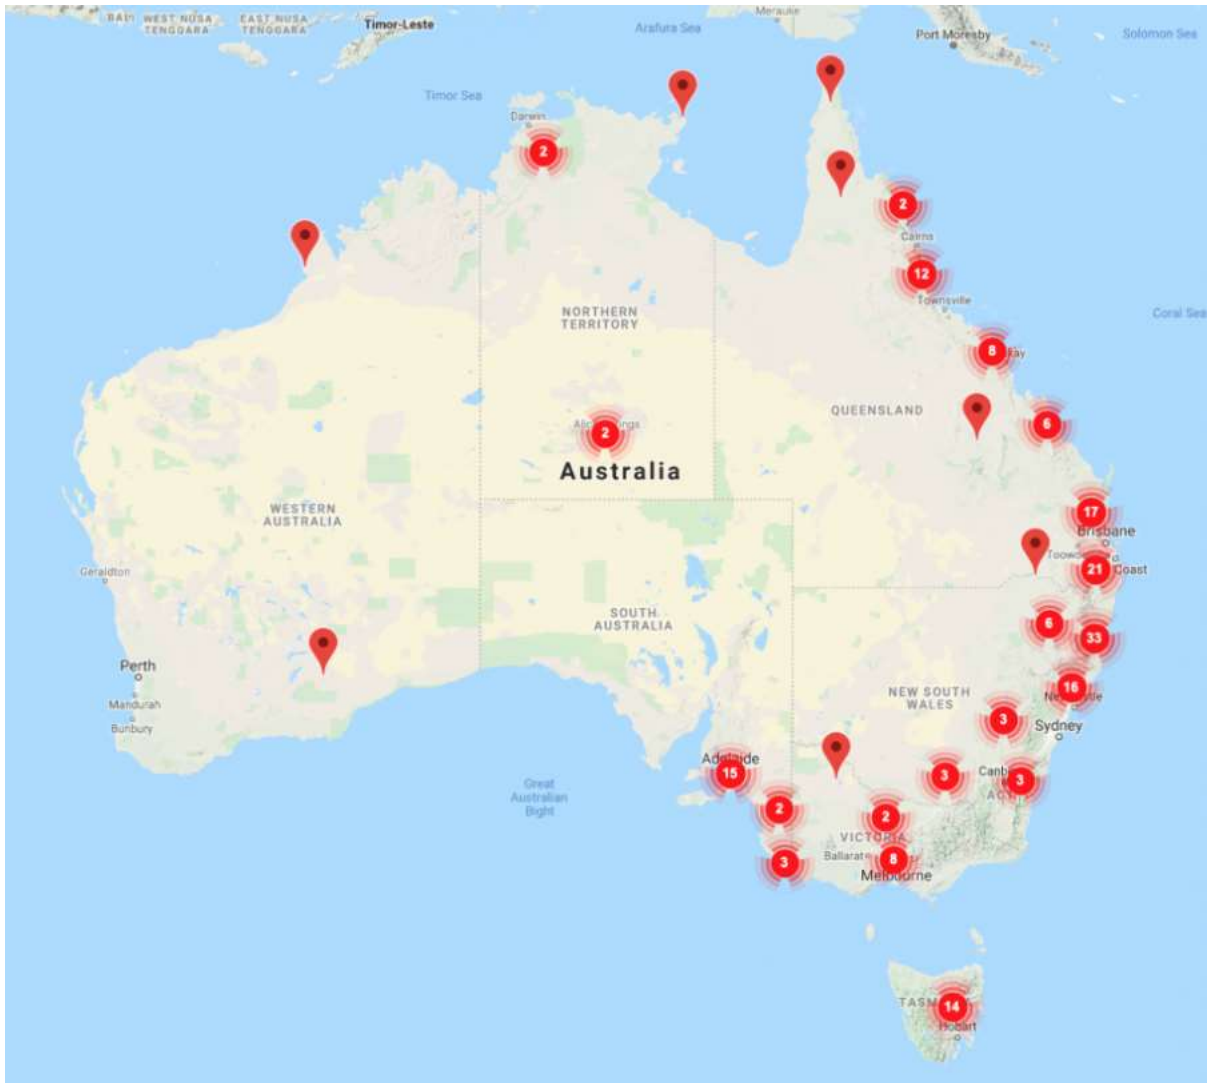 BALI
WEST NUSA
TENGGARA
EAST NUSA
TENGGARA
Timor-Leste
Arafura Sea
Merauke
Port Moresby
Solomon Sea
Timor Sea
Darwin
2
2
Cairns
12
Townsville
NORTHERN
TERRITORY
Coral Sea
8
QUEENSLAND
2
6
Australia
WESTERN
AUSTRALIA
17
Brisbane
Geraldton
21
Coast
SOUTH
AUSTRALIA
6
33
Perth
Mandurah
Bunbury
NEW SOUTH
WALES
16
3
Sydney
Adelaide
15
3
3
Great
Australian
Bight
2
2
VICTORIA
Ballarat
8
3
Melbourne
14
Hobart